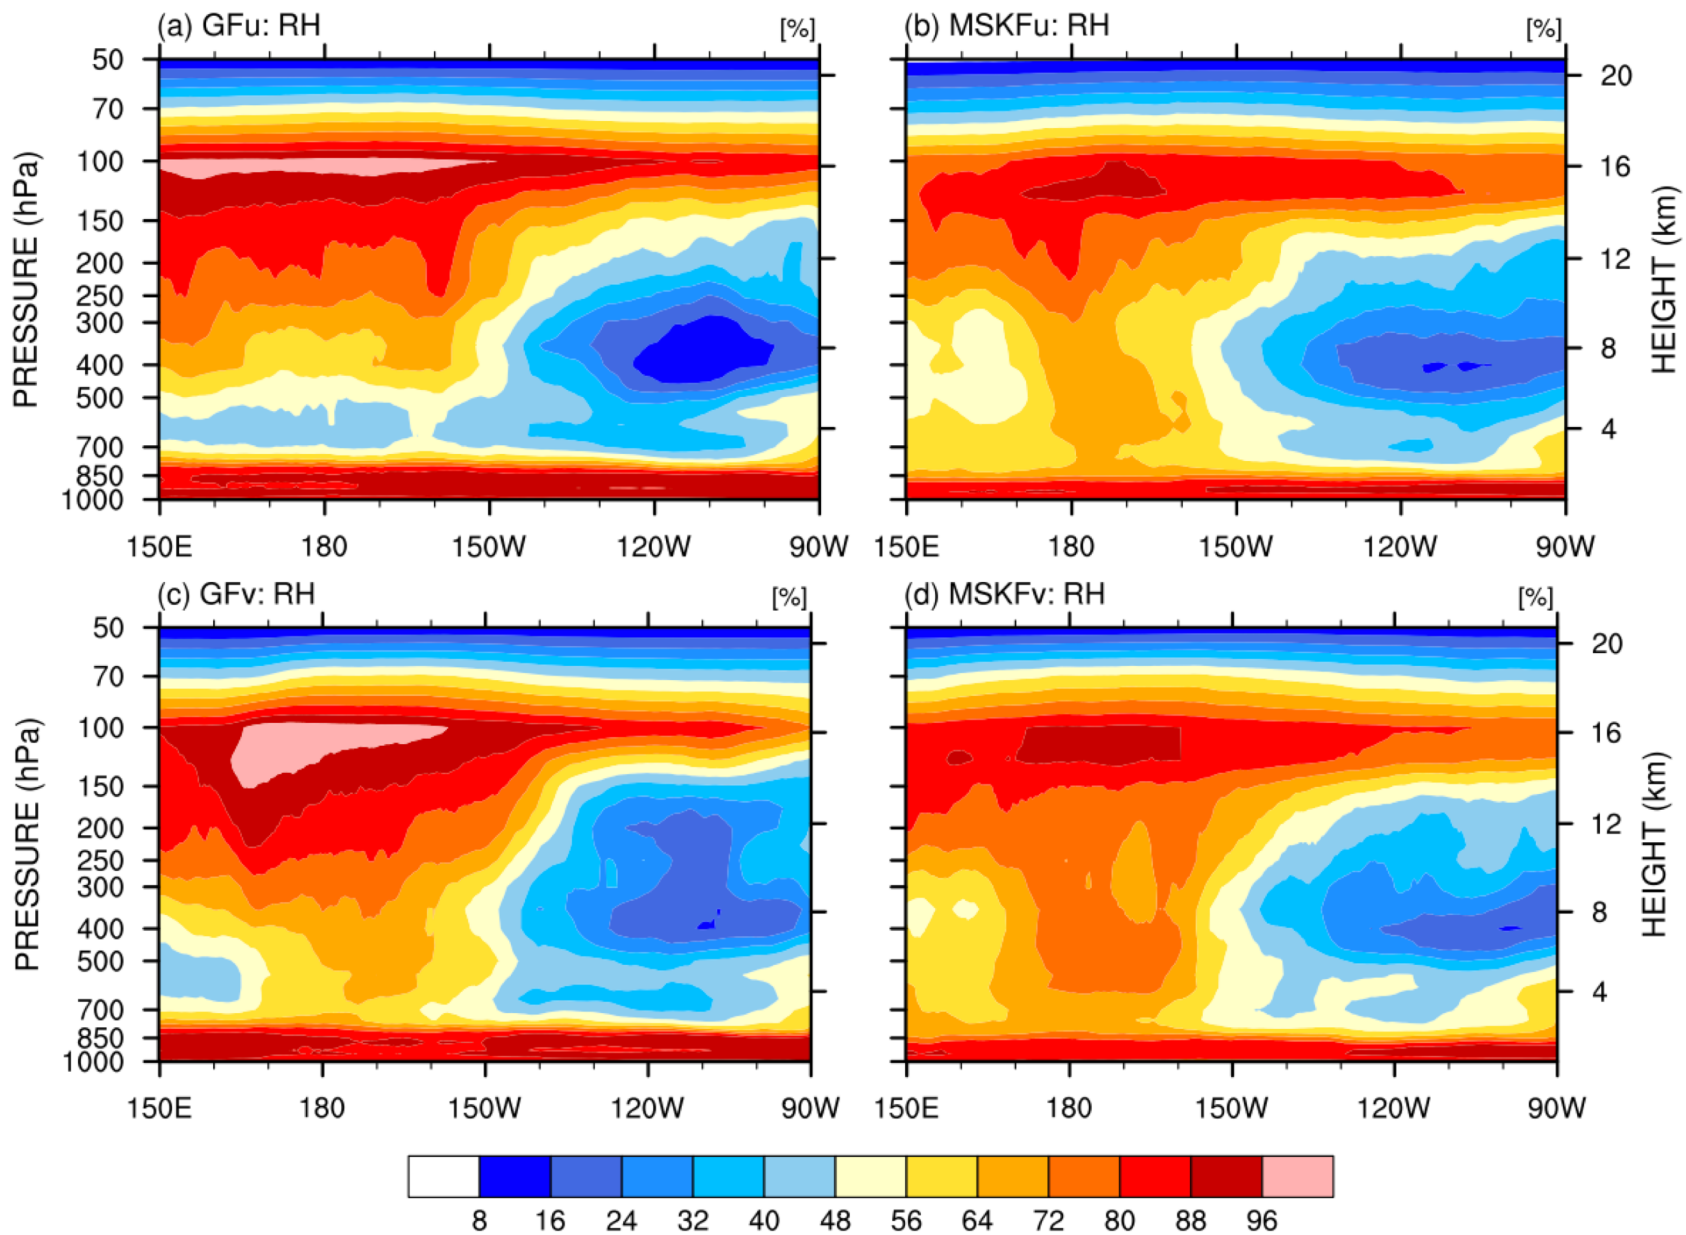 (a) GFu: RH [%]
(b) MSKFu: RH [%]
PRESSURE (hPa)
50
70
100
150
200
250
300
400
500
700
850
1000
20
16
12
8
4
HEIGHT (km)
150E 180 150W 120W 90W
150E 180 150W 120W 90W
(c) GFv: RH [%]
(d) MSKFv: RH [%]
PRESSURE (hPa)
50
70
100
150
200
250
300
400
500
700
850
1000
20
16
12
8
4
HEIGHT (km)
150E 180 150W 120W 90W
150E 180 150W 120W 90W
8 16 24 32 40 48 56 64 72 80 88 96